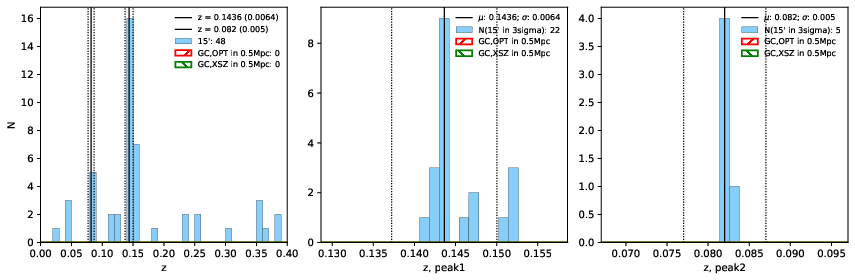 z = 0.1436 (0.0064)
z = 0.082 (0.005)
15': 48
GC,OPT in 0.5Mpc: 0
GC,XSZ in 0.5Mpc: 0
N
16
14
12
10
8
6
4
2
0
0.00 0.05 0.10 0.15 0.20 0.25 0.30 0.35 0.40
z
μ: 0.1436; σ: 0.0064
N(15' in 3sigma): 22
GC,OPT in 0.5Mpc
GC,XSZ in 0.5Mpc
8
6
4
2
0
0.130 0.135 0.140 0.145 0.150 0.155
z, peak1
μ: 0.082; σ: 0.005
N(15' in 3sigma): 5
GC,OPT in 0.5Mpc
GC,XSZ in 0.5Mpc
4.0
3.5
3.0
2.5
2.0
1.5
1.0
0.5
0.0
0.070 0.075 0.080 0.085 0.090 0.095
z, peak2